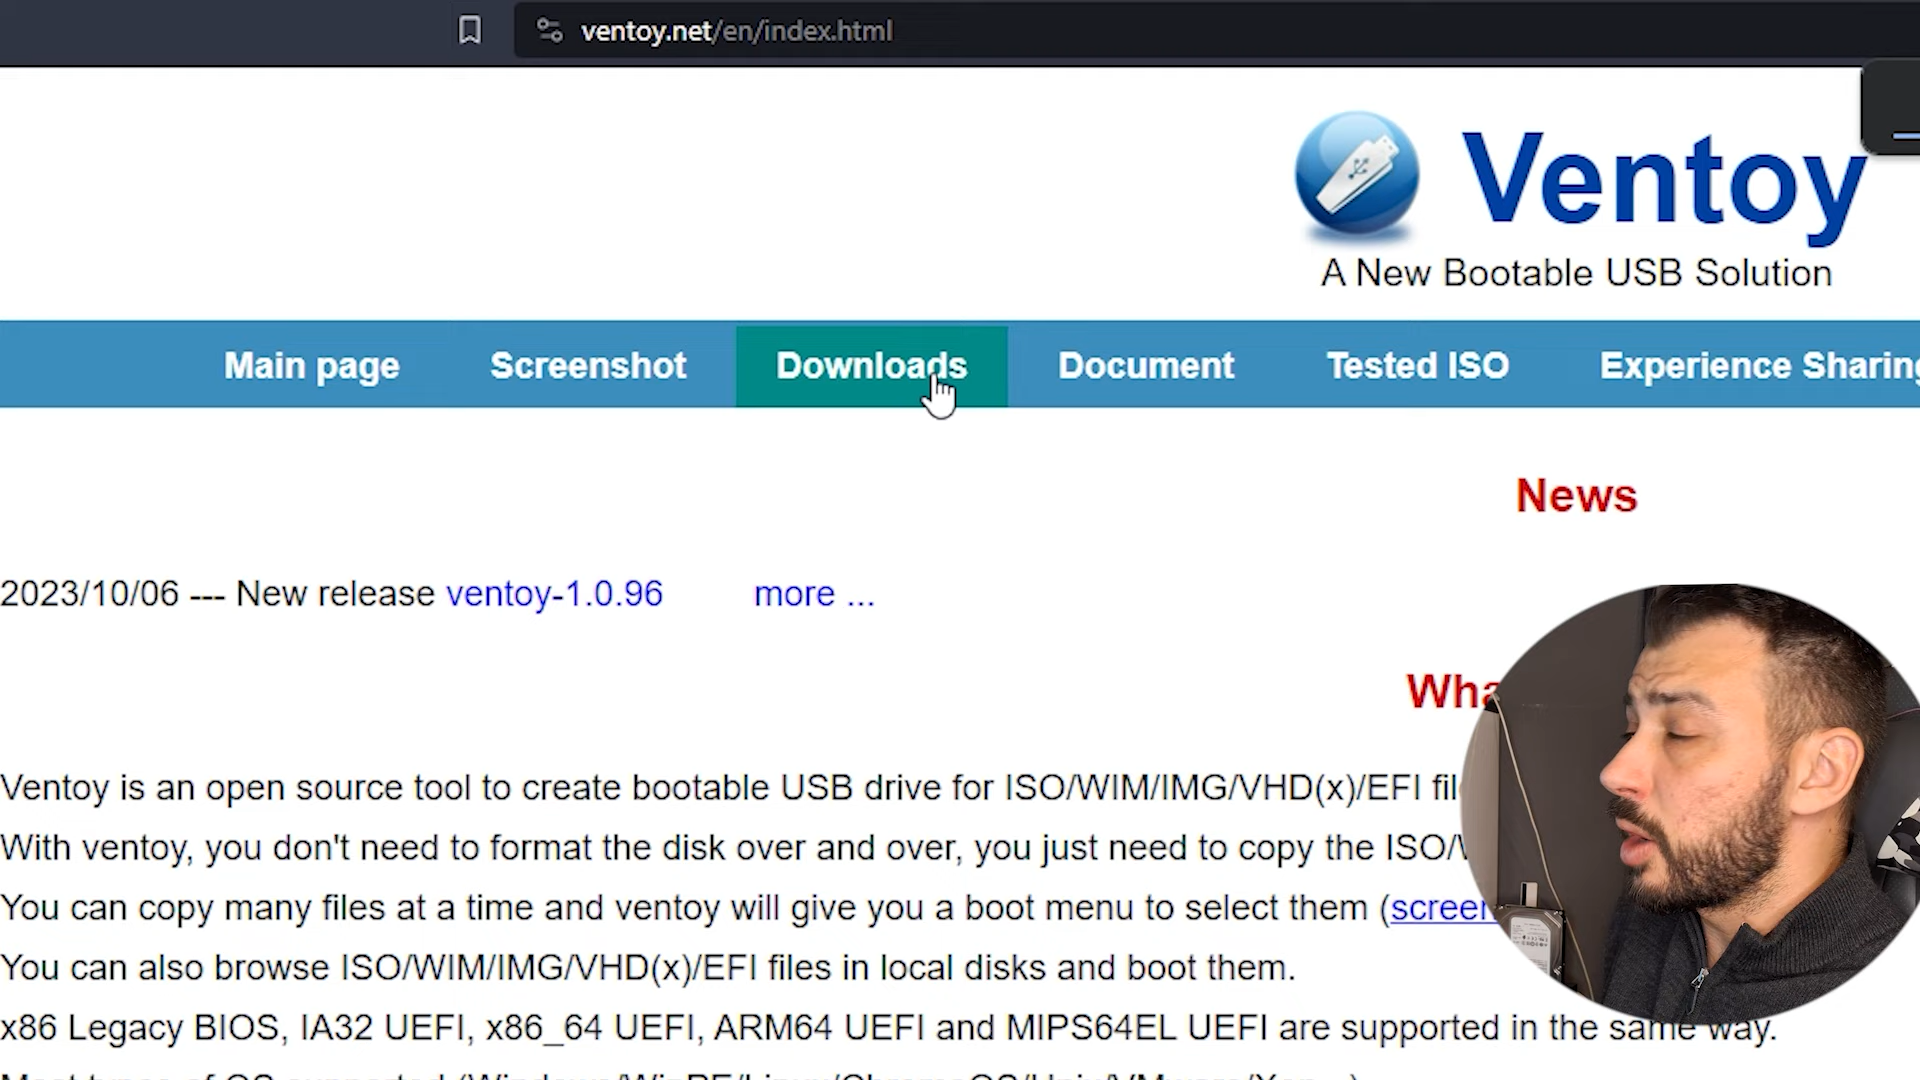 ventoy.net/en/index.html
Ventoy
A New Bootable USB Solution
Main page Screenshot Downloads Document Tested ISO Experience Sharing
News
2023/10/06 --- New release ventoy-1.0.96 more ...
Ventoy is an open source tool to create bootable USB drive for ISO/WIM/IMG/VHD(x)/EFI
With ventoy, you don't need to format the disk over and over, you just need to copy the
You can copy many files at a time and ventoy will give you a boot menu to select them (
You can also browse ISO/WIM/IMG/VHD(x)/EFI files in local disks and boot them.
x86 Legacy BIOS, IA32 UEFI, x86_64 UEFI, ARM64 UEFI and MIPS64EL UEFI are supported in the same way.